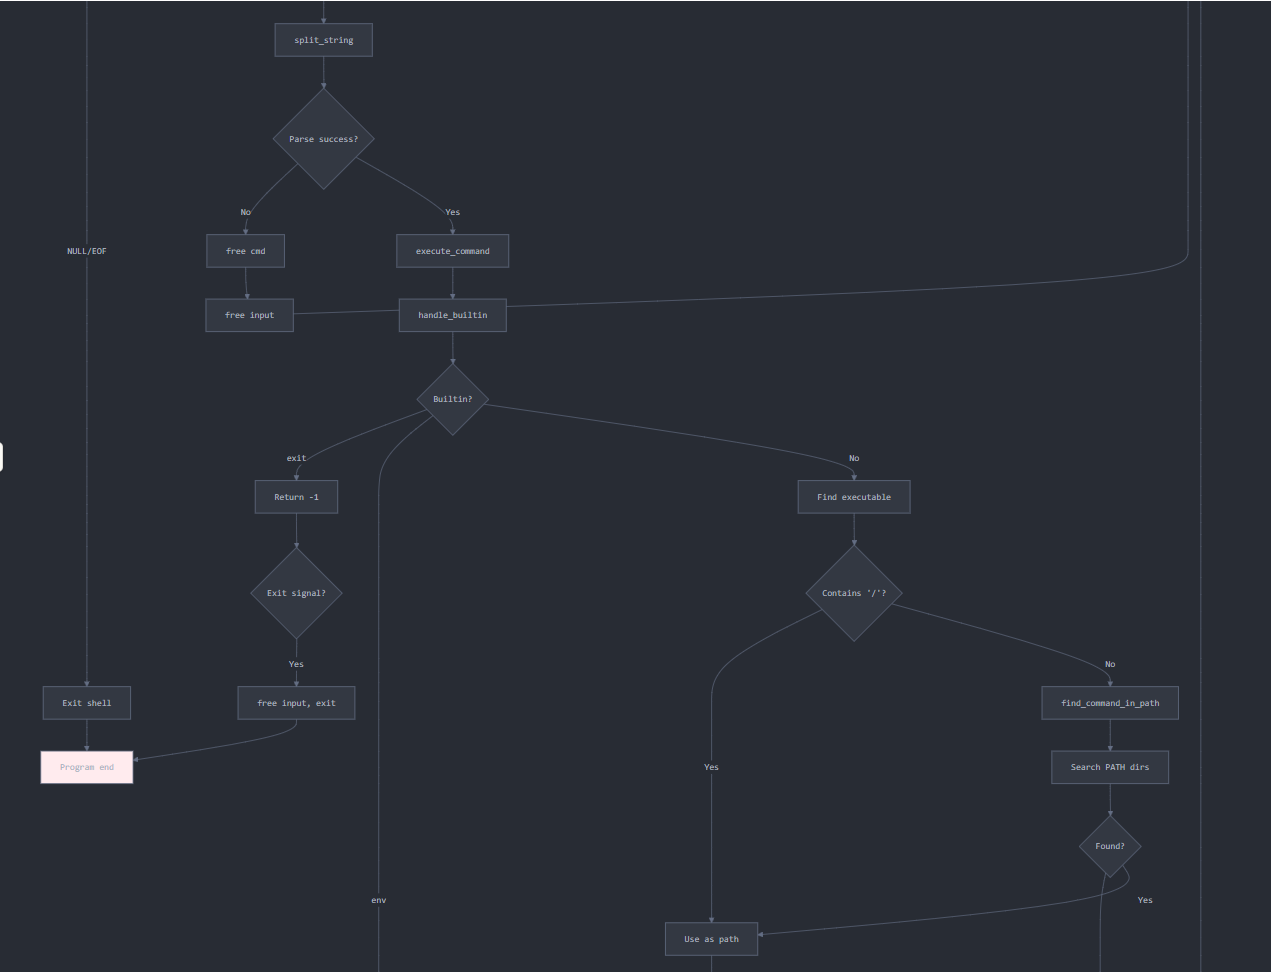 split_string
Parse success?
No
Yes
NULL/EOF
free cmd
execute_command
free input
handle_builtin
Builtin?
exit
No
Return -1
Find executable
Exit signal?
Contains '/'?
Yes
No
Exit shell
free input, exit
find_command_in_path
Program end
Yes
Search PATH dirs
Found?
env
Yes
Use as path